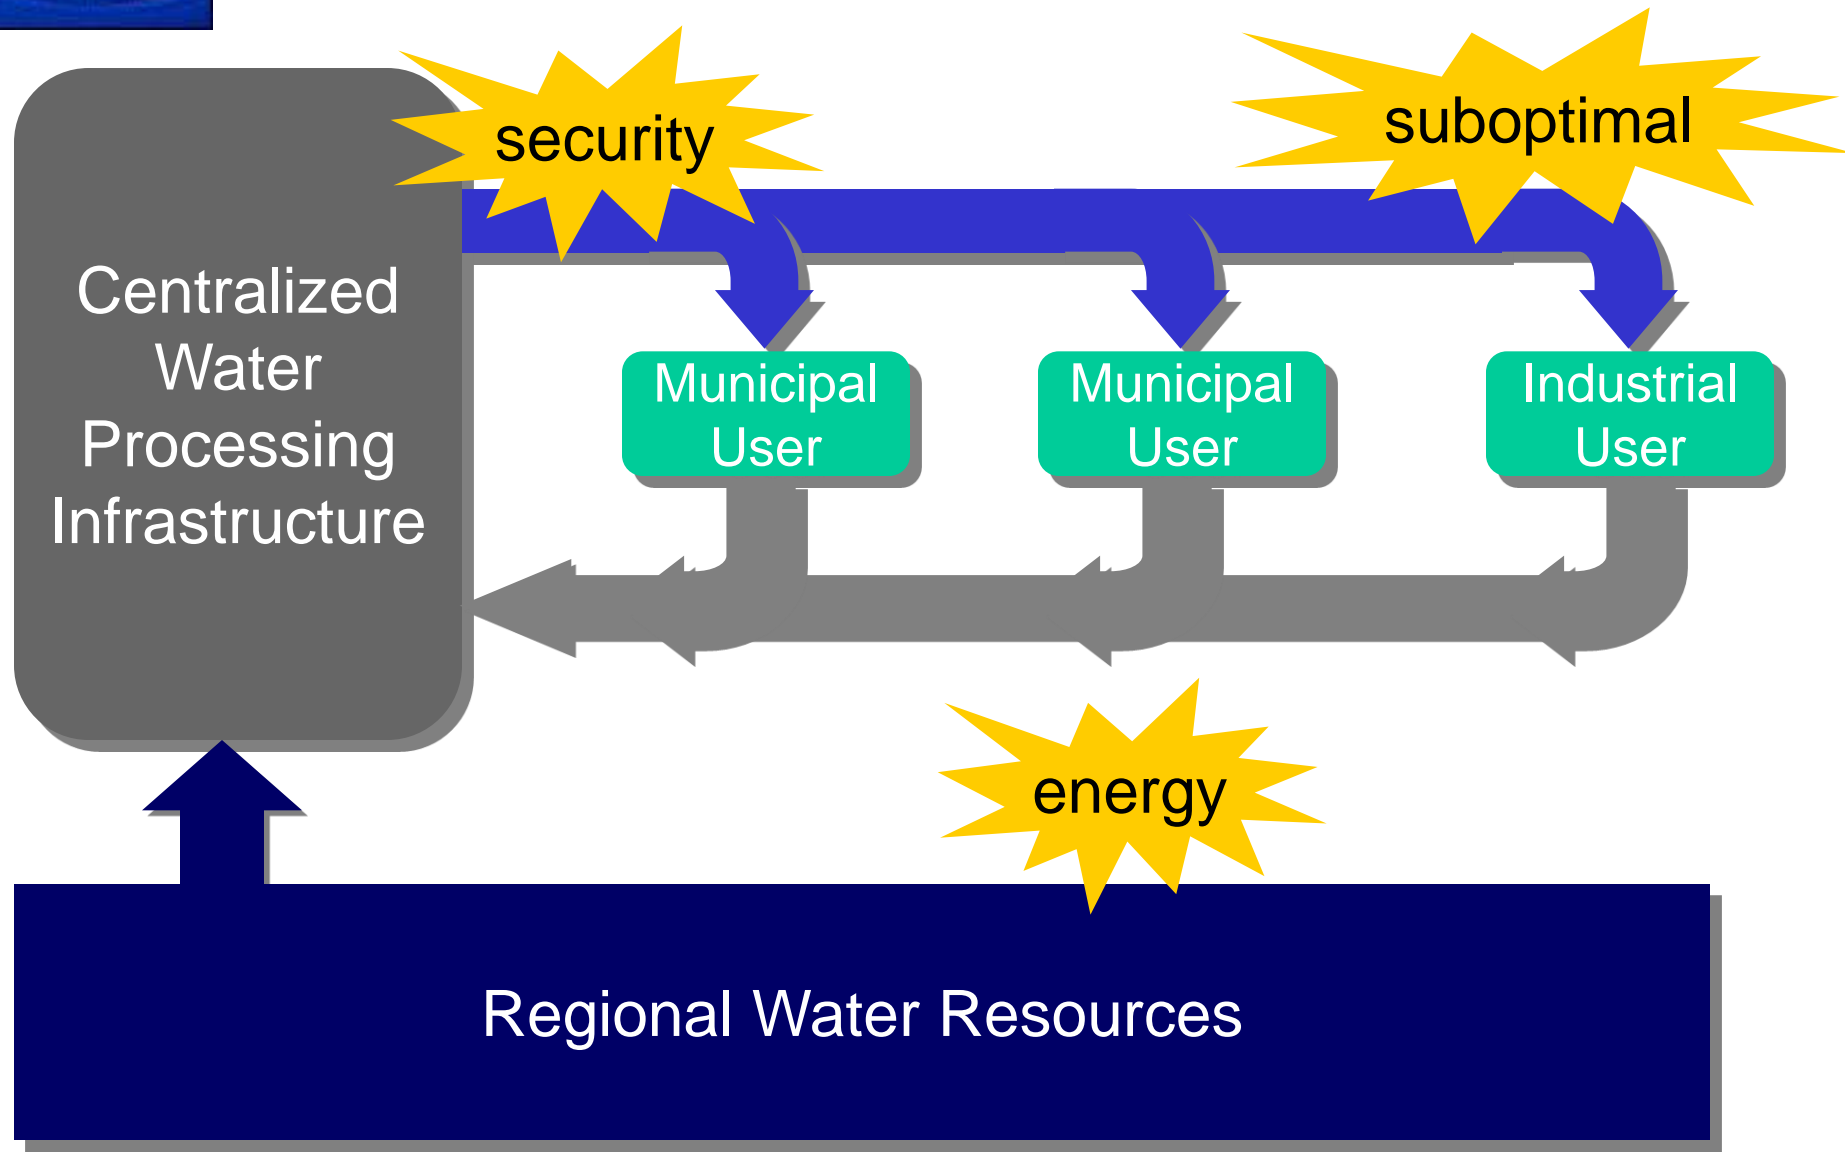 security
suboptimal
Centralized
Water
Processing
Infrastructure
Municipal
User
Municipal
User
Industrial
User
energy
Regional Water Resources